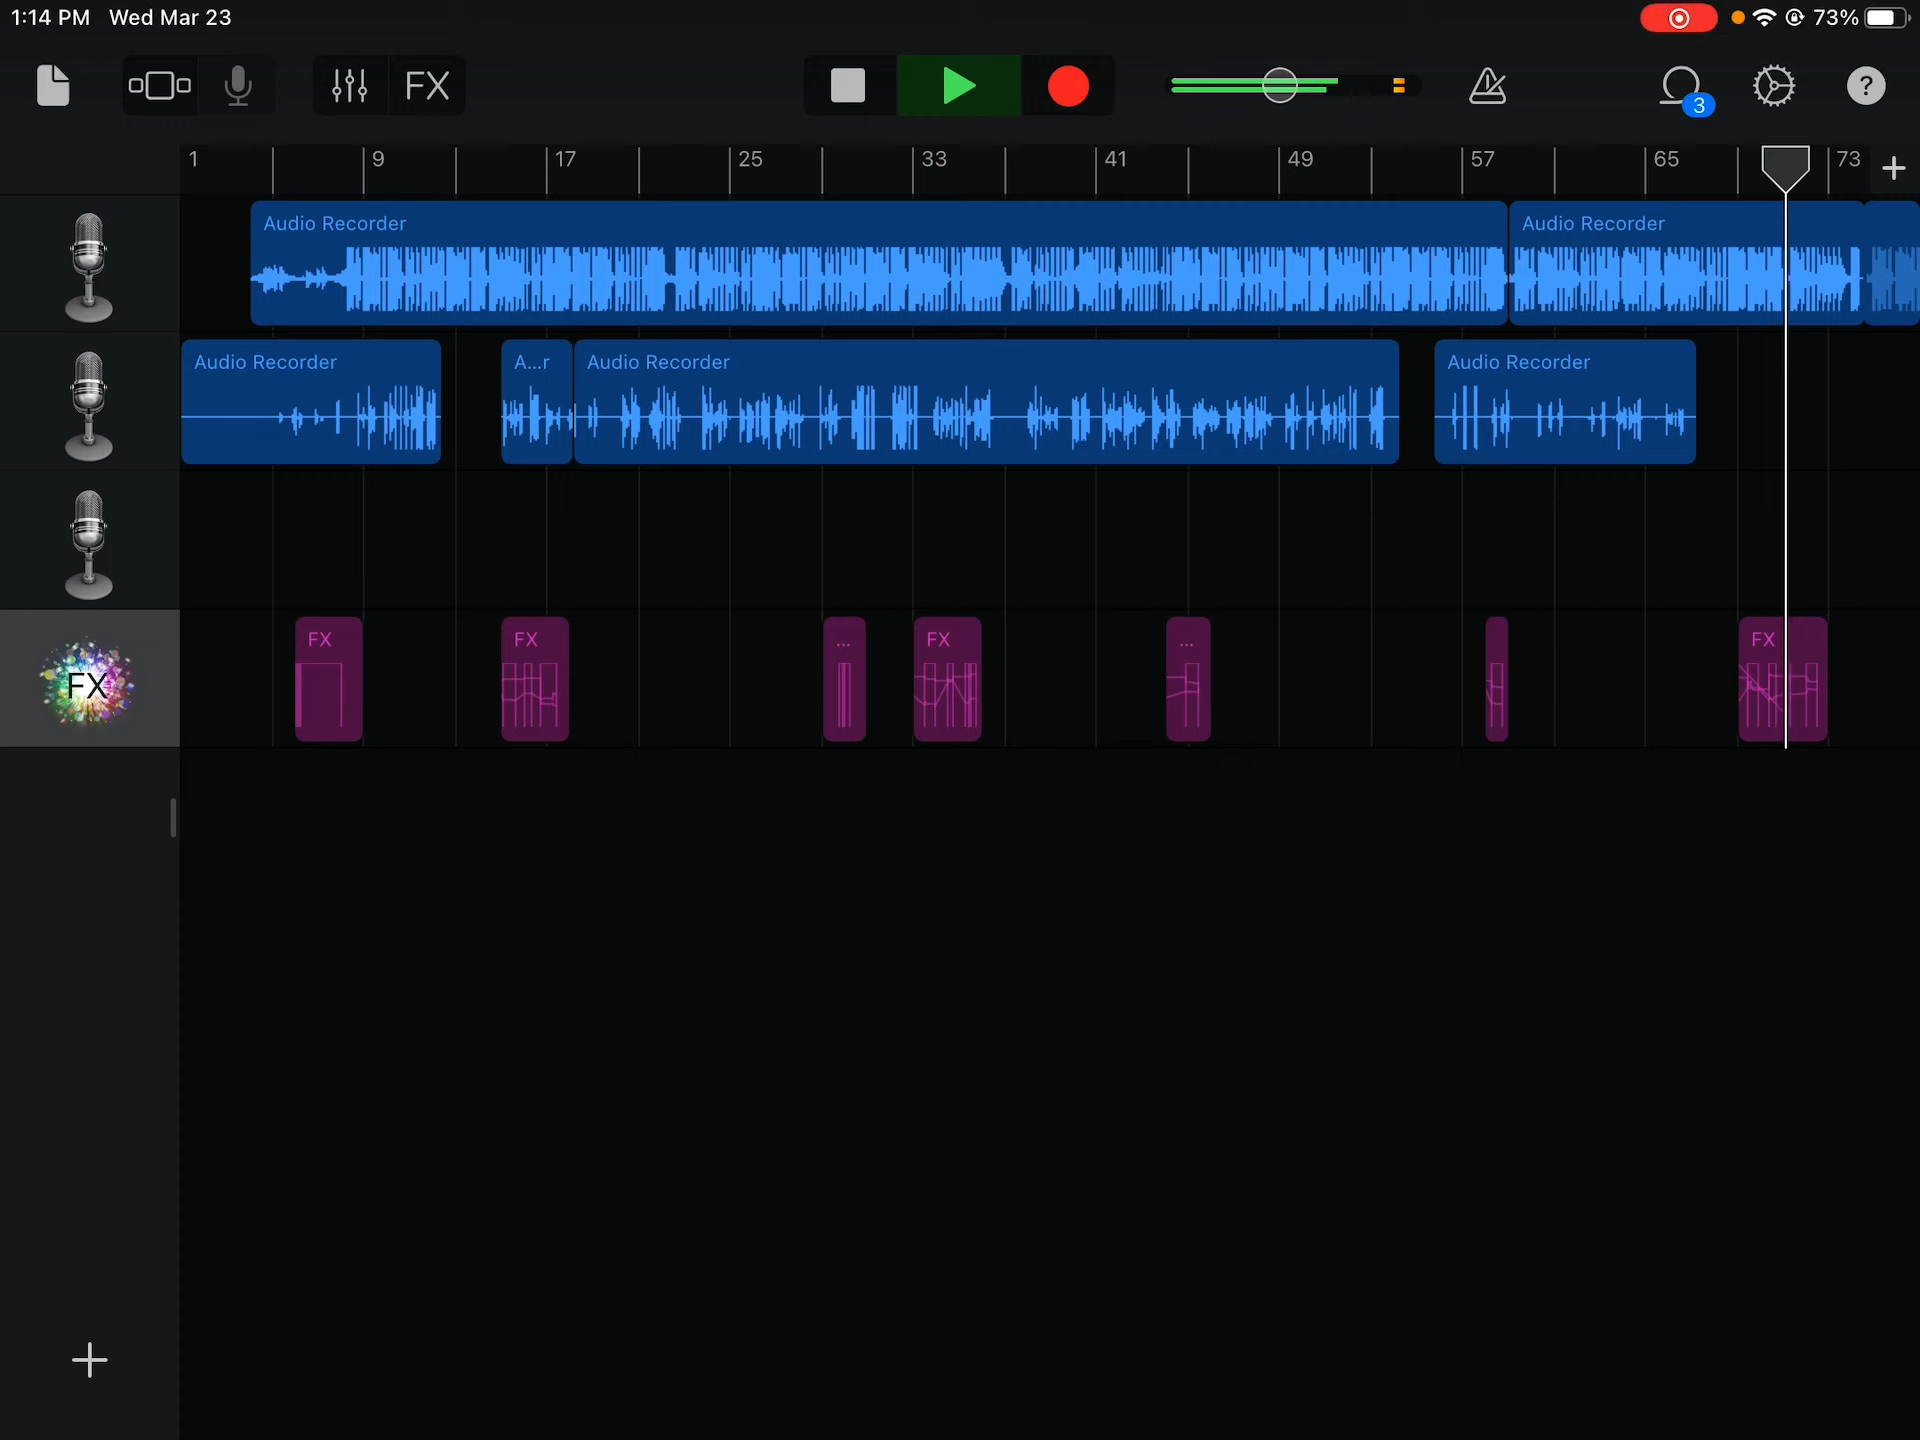 1:14 PM Wed Mar 23 73%
FX 3 ?
1 9 17 25 33 41 49 57 65 73
Audio Recorder Audio Recorder
Audio Recorder A...r Audio Recorder Audio Recorder
FX FX FX ... FX ... FX